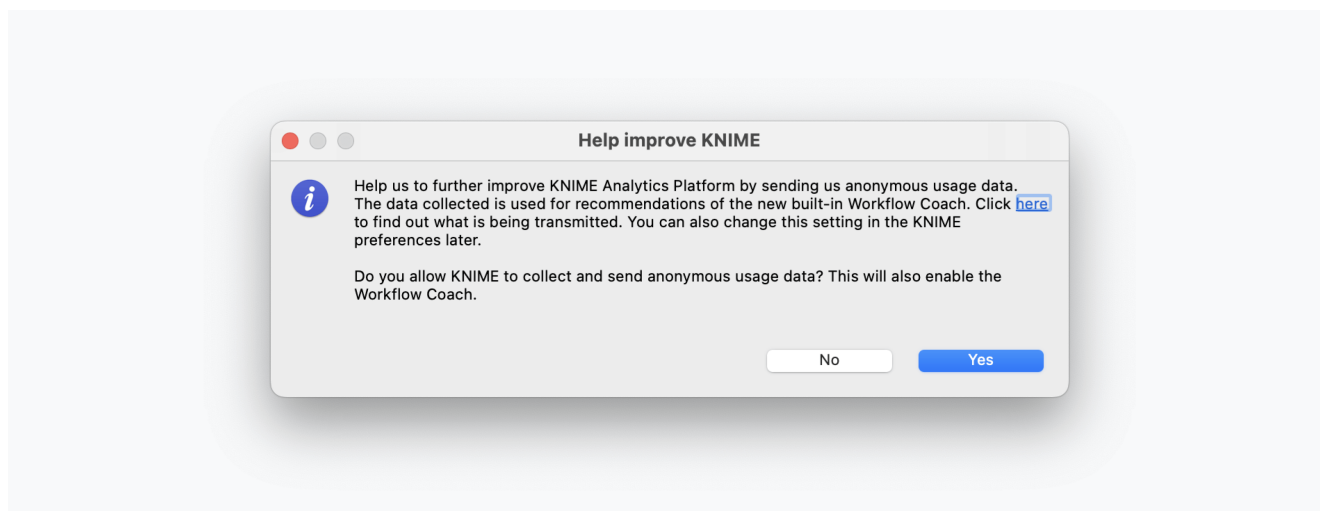 Help improve KNIME
Help us to further improve KNIME Analytics Platform by sending us anonymous usage data.
The data collected is used for recommendations of the new built-in Workflow Coach. Click here
to find out what is being transmitted. You can also change this setting in the KNIME
preferences later.
Do you allow KNIME to collect and send anonymous usage data? This will also enable the
Workflow Coach.
No
Yes